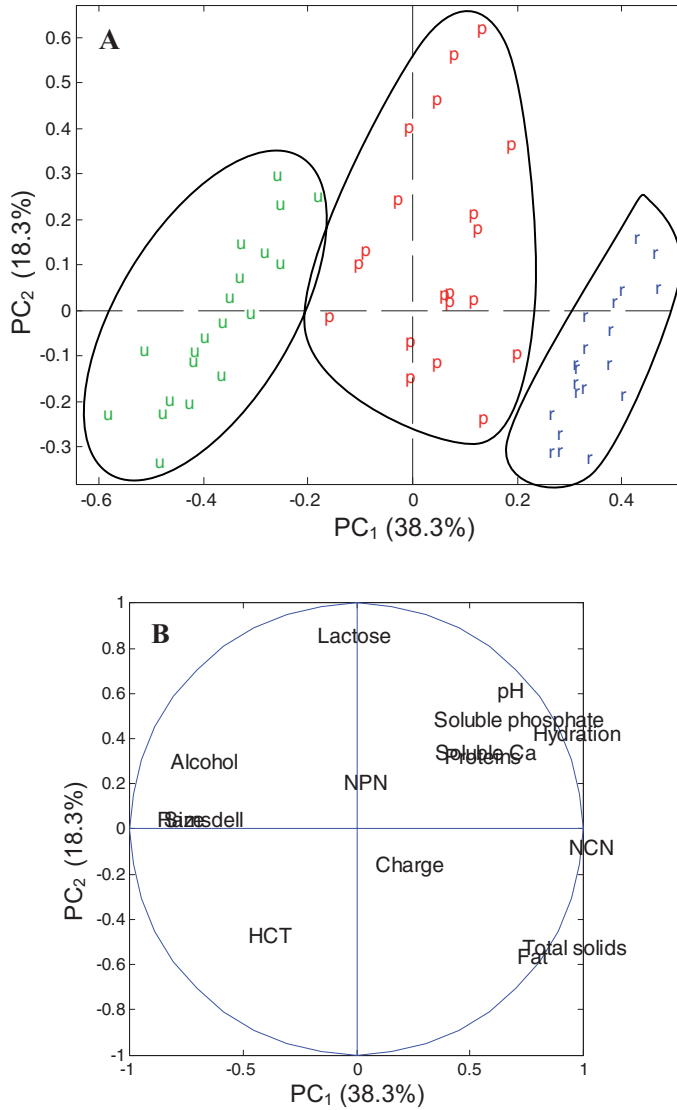 A
0.6
0.5
0.4
0.3
0.2
0.1
0
-0.1
-0.2
-0.3
PC2 (18.3%)
u u u u u u u u u u u u u u u u u u u u u
p p p p p p p p p p p p p p p p p p p p
r r r r r r r r r r r r r r r r r r r r
-0.6 -0.4 -0.2 0 0.2 0.4
PC1 (38.3%)
B
1
0.8
0.6
0.4
0.2
0
-0.2
-0.4
-0.6
-0.8
-1
PC2 (18.3%)
Lactose
pH
Soluble phosphate
Hydration
Soluble Ca
Proteins
Alcohol
NPN
Ramsdell
NCN
Charge
HCT
Total solids
Fat
-1 -0.5 0 0.5 1
PC1 (38.3%)